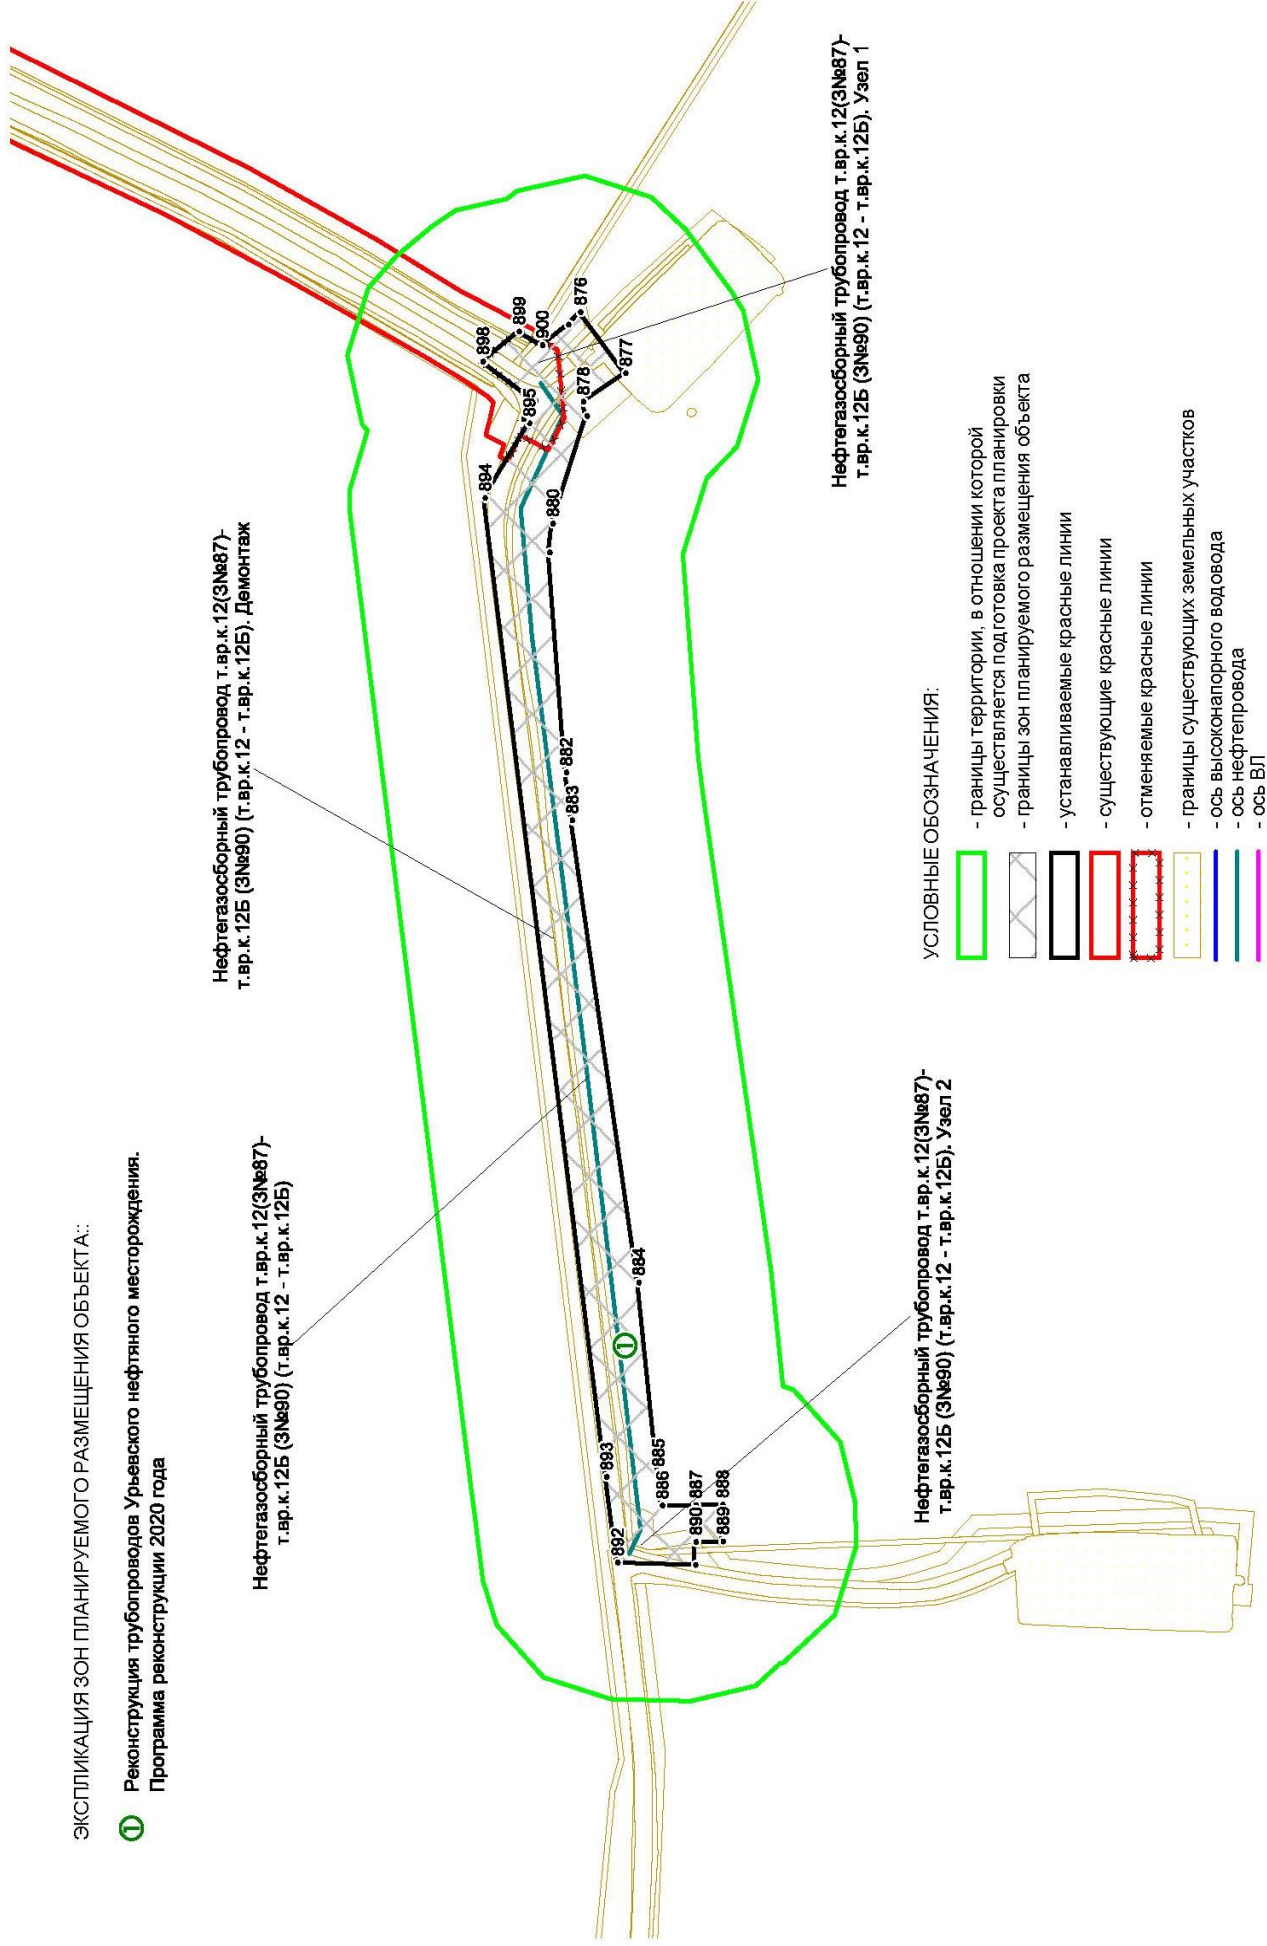 ЭКСПЛИКАЦИЯ ЗОН ПЛАНИРУЕМОГО РАЗМЕЩЕНИЯ ОБЪЕКТА::
1 Реконструкция трубопроводов Урьевского нефтяного месторождения.
Программа реконструкции 2020 года
Нефтегазосборный трубопровод т.вр.к.12(3№87)-
т.вр.к.12Б (3№90) (т.вр.к.12 - т.вр.к.12Б). Демонтаж
Нефтегазосборный трубопровод т.вр.к.12(3№87)-
т.вр.к.12Б (3№90) (т.вр.к.12 - т.вр.к.12Б)
894
895
898
899
900
876
877
878
880
882
883
884
1
885
886
887
888
889
890
892
893
Нефтегазосборный трубопровод т.вр.к.12(3№87)-
т.вр.к.12Б (3№90) (т.вр.к.12 - т.вр.к.12Б). Узел 1
Нефтегазосборный трубопровод т.вр.к.12(3№87)-
т.вр.к.12Б (3№90) (т.вр.к.12 - т.вр.к.12Б). Узел 2
УСЛОВНЫЕ ОБОЗНАЧЕНИЯ:
- границы территории, в отношении которой
осуществляется подготовка проекта планировки
- границы зон планируемого размещения объекта
- устанавливаемые красные линии
- существующие красные линии
- отменяемые красные линии
- границы существующих земельных участков
- ось высоконапорного водовода
- ось нефтепровода
- ось ВЛ